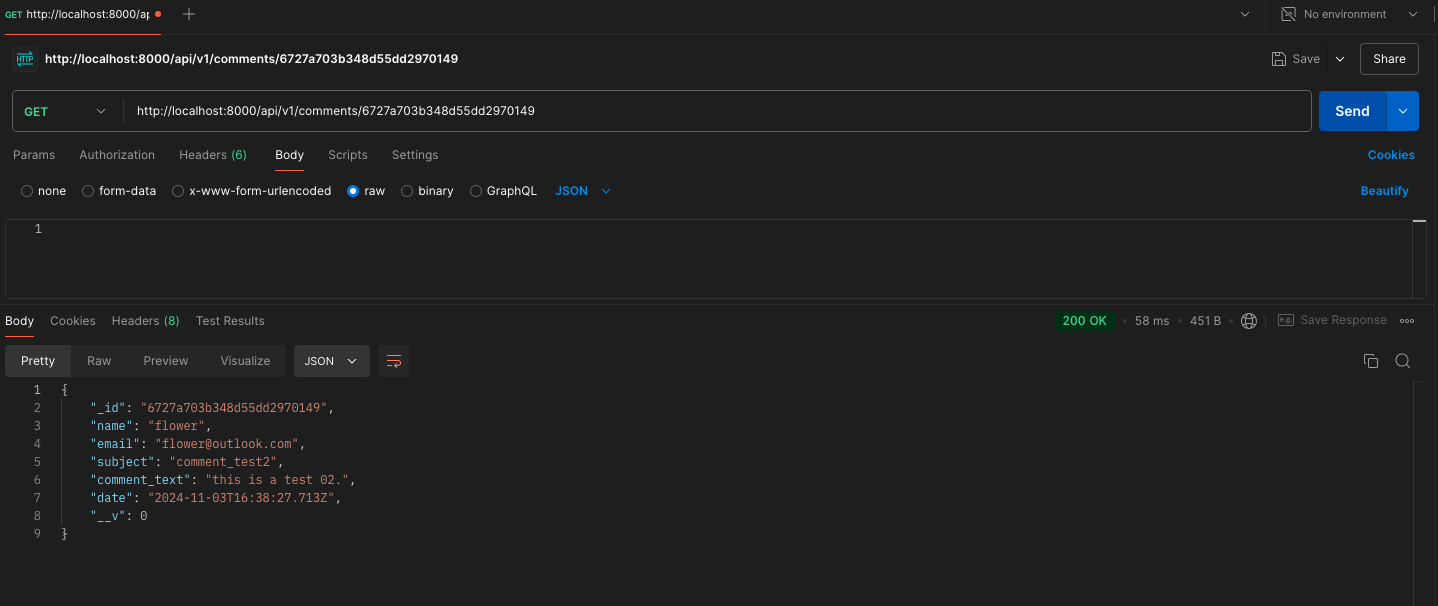 GET http://localhost:8000/ap
No environment
HTTP http://localhost:8000/api/v1/comments/6727a703b348d55dd2970149
Save
Share
GET
http://localhost:8000/api/v1/comments/6727a703b348d55dd2970149
Send
Params Authorization Headers (6) Body Scripts Settings Cookies
none form-data x-www-form-urlencoded raw binary GraphQL JSON Beautify
1
Body Cookies Headers (8) Test Results 200 OK • 58 ms • 451 B • e.g. Save Response
Pretty Raw Preview Visualize JSON
1 {
2 "_id": "6727a703b348d55dd2970149",
3 "name": "flower",
4 "email": "flower@outlook.com",
5 "subject": "comment_test2",
6 "comment_text": "this is a test 02.",
7 "date": "2024-11-03T16:38:27.713Z",
8 "__v": 0
9 }